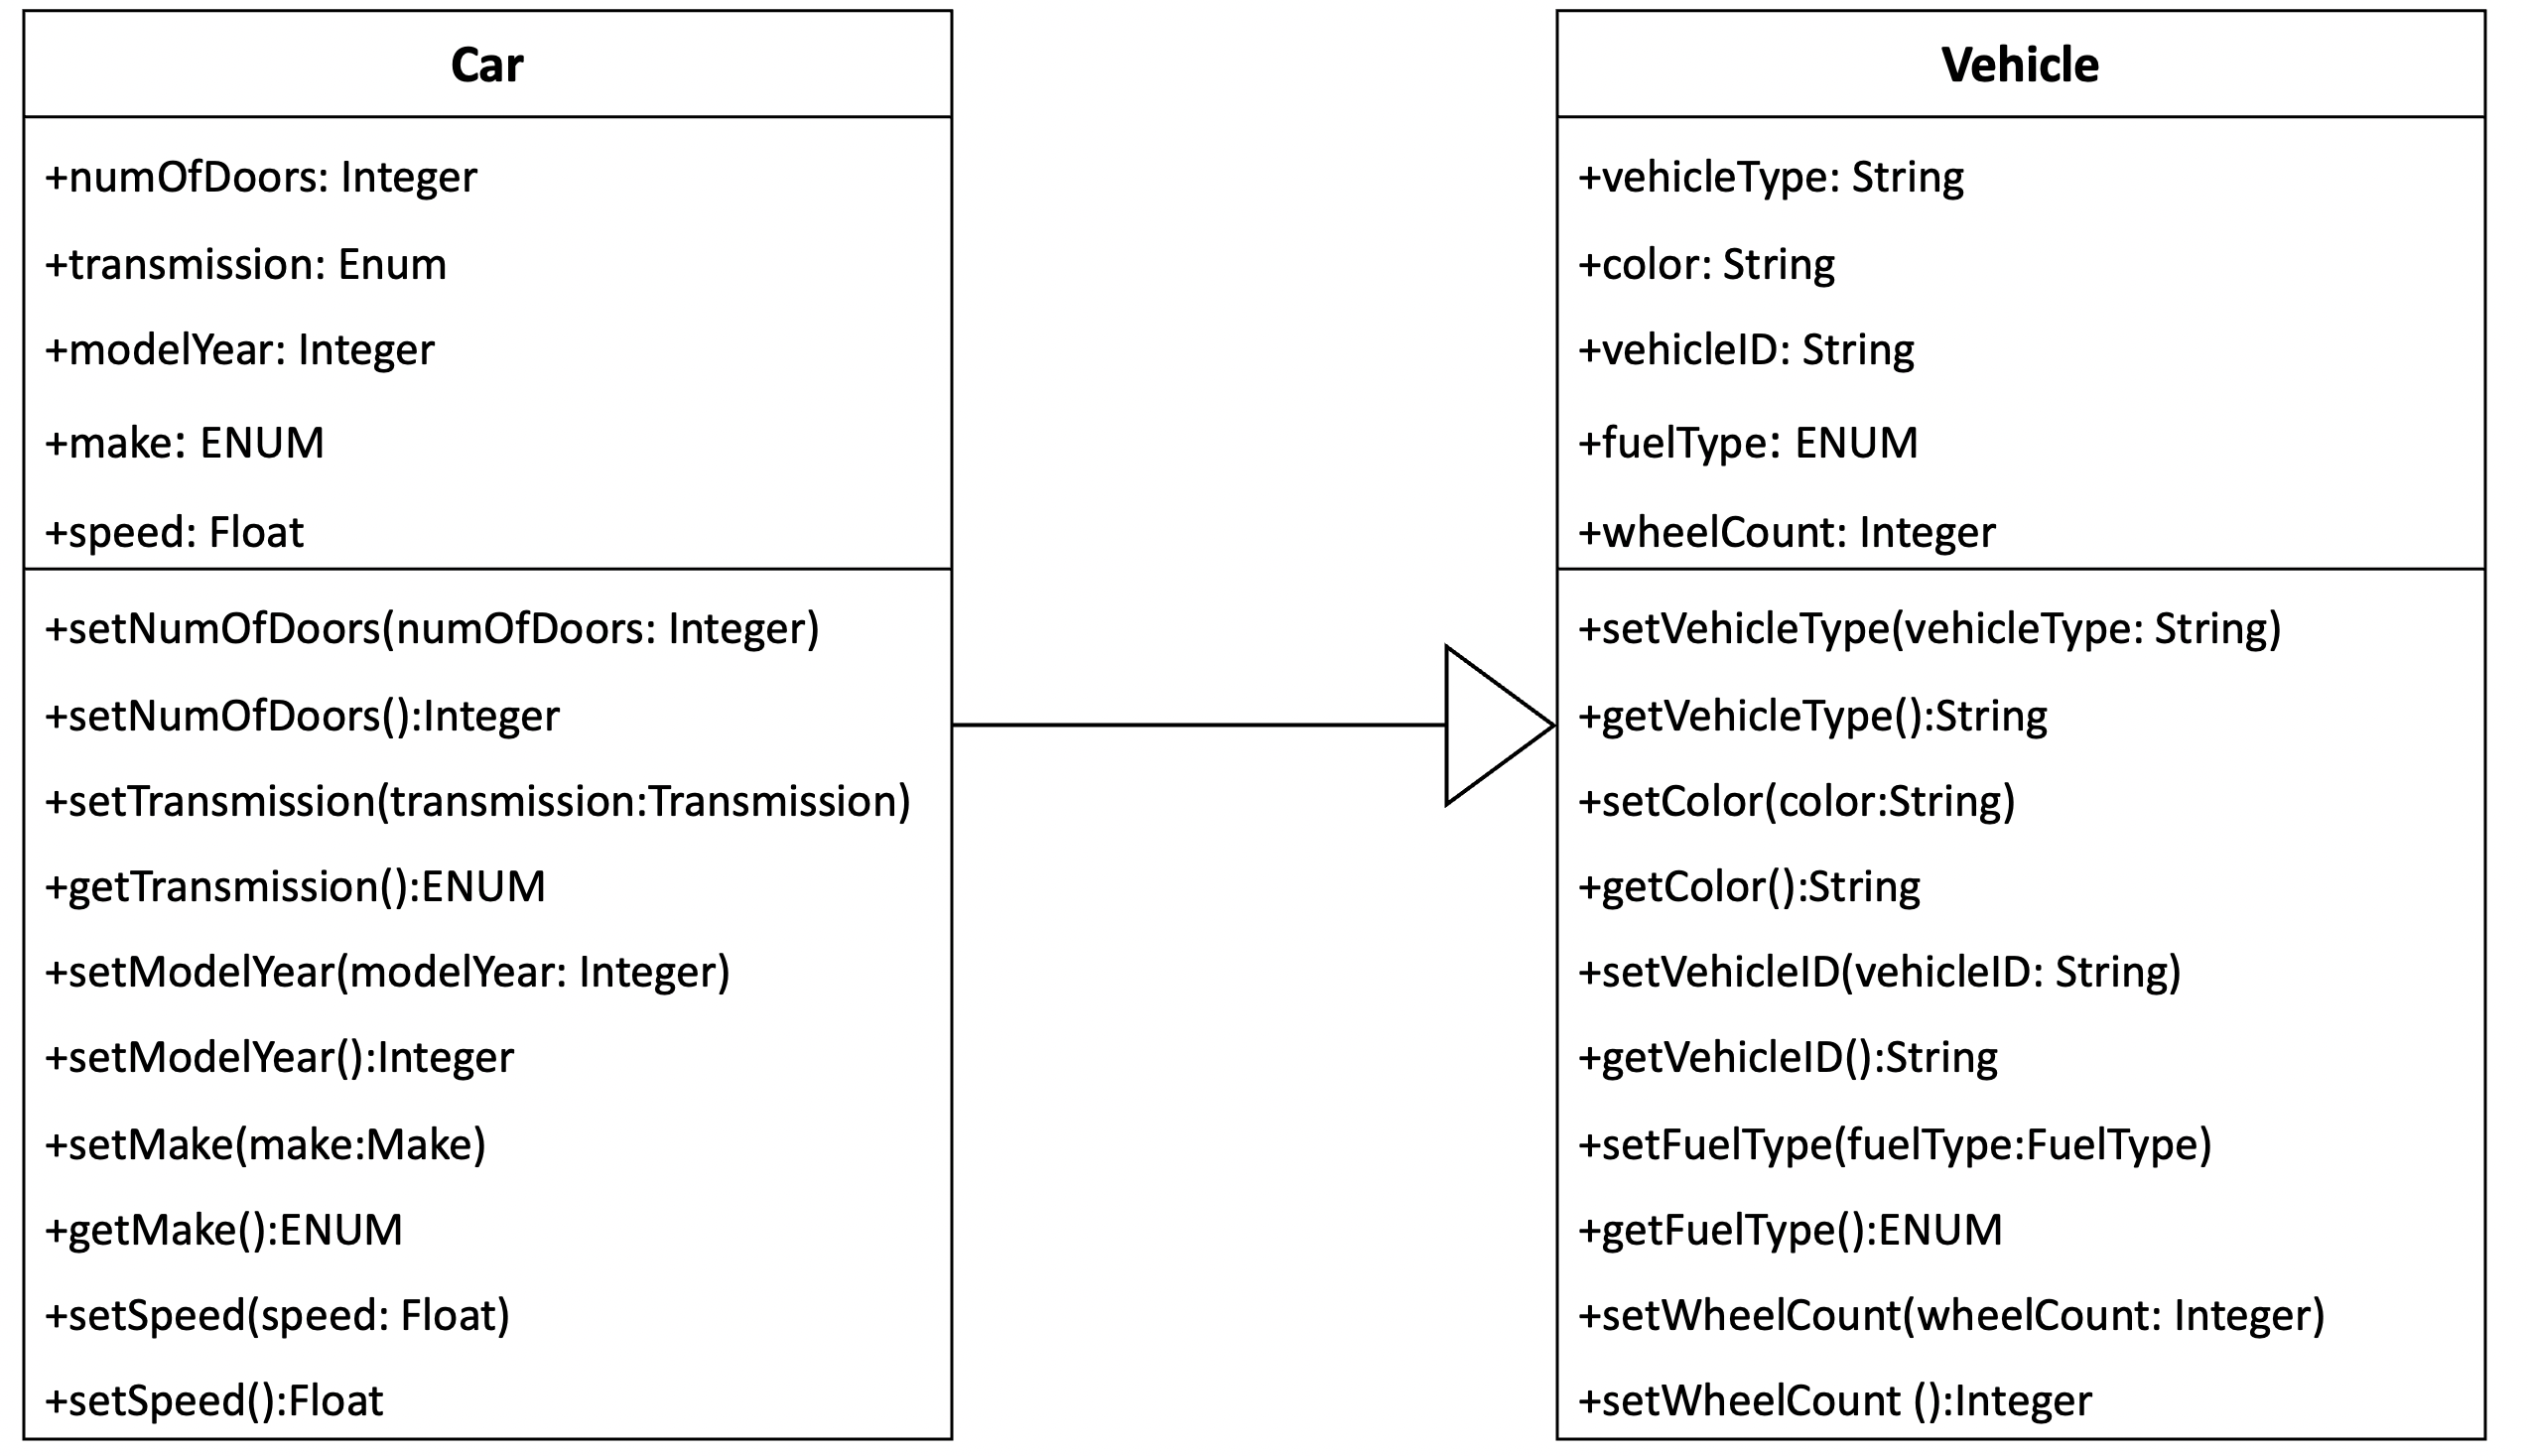 Car
+numOfDoors: Integer
+transmission: Enum
+modelYear: Integer
+make: ENUM
+speed: Float
+setNumOfDoors(numOfDoors: Integer)
+setNumOfDoors():Integer
+setTransmission(transmission:Transmission)
+getTransmission():ENUM
+setModelYear(modelYear: Integer)
+setModelYear():Integer
+setMake(make:Make)
+getMake():ENUM
+setSpeed(speed: Float)
+setSpeed():Float
Vehicle
+vehicleType: String
+color: String
+vehicleID: String
+fuelType: ENUM
+wheelCount: Integer
+setVehicleType(vehicleType: String)
+getVehicleType():String
+setColor(color:String)
+getColor():String
+setVehicleID(vehicleID: String)
+getVehicleID():String
+setFuelType(fuelType:FuelType)
+getFuelType():ENUM
+setWheelCount(wheelCount: Integer)
+setWheelCount ():Integer